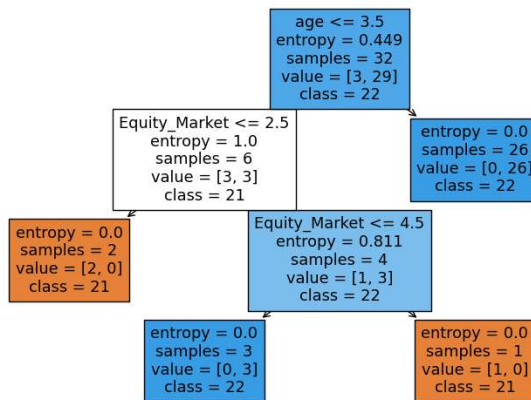 age <= 3.5
entropy = 0.449
samples = 32
value = [3, 29]
class = 22
Equity_Market <= 2.5
entropy = 1.0
samples = 6
value = [3, 3]
class = 21
entropy = 0.0
samples = 26
value = [0, 26]
class = 22
entropy = 0.0
samples = 2
value = [2, 0]
class = 21
Equity_Market <= 4.5
entropy = 0.811
samples = 4
value = [1, 3]
class = 22
entropy = 0.0
samples = 3
value = [0, 3]
class = 22
entropy = 0.0
samples = 1
value = [1, 0]
class = 21